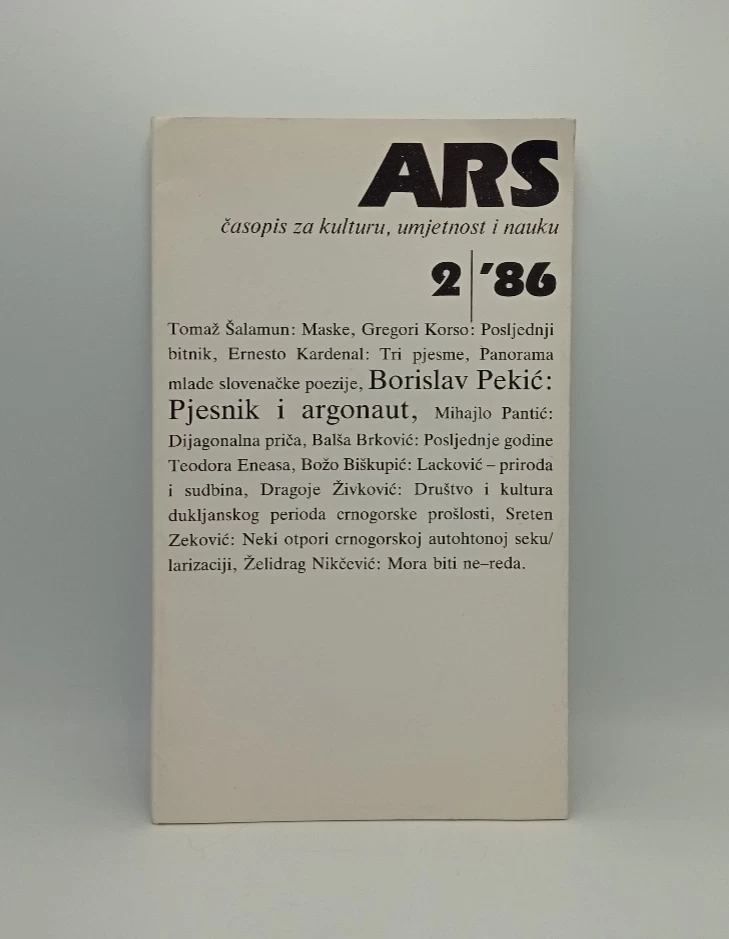 ARS
časopis za kulturu, umjetnost i nauku
2 '86
Tomaž Šalamun: Maske, Gregori Korso: Posljednji
bitnik, Ernesto Kardenal: Tri pjesme, Panorama
mlade slovenačke poezije, Borislav Pekić:
Pjesnik i argonaut, Mihajlo Pantić:
Dijagonalna priča, Balša Brković: Posljednje godine
Teodora Eneasa, Božo Biškupić: Lacković – priroda
i sudbina, Dragoje Živković: Društvo i kultura
dukljanskog perioda crnogorske prošlosti, Sreten
Zeković: Neki otpori crnogorskoj autohtonoj seku/
larizaciji, Želidrag Nikčević: Mora biti ne–reda.